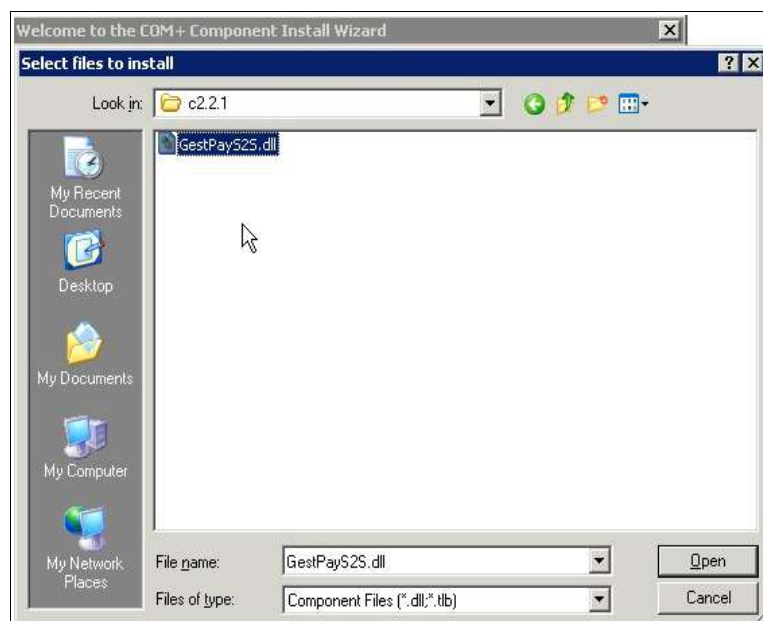 Welcome to the COM+ Component Install Wizard
Select files to install
Look in:
c2.2.1
GestPayS2S.dll
My Recent
Documents
Desktop
My Documents
My Computer
My Network
Places
File name:
GestPayS2S.dll
Open
Files of type:
Component Files (*.dll;*.tlb)
Cancel